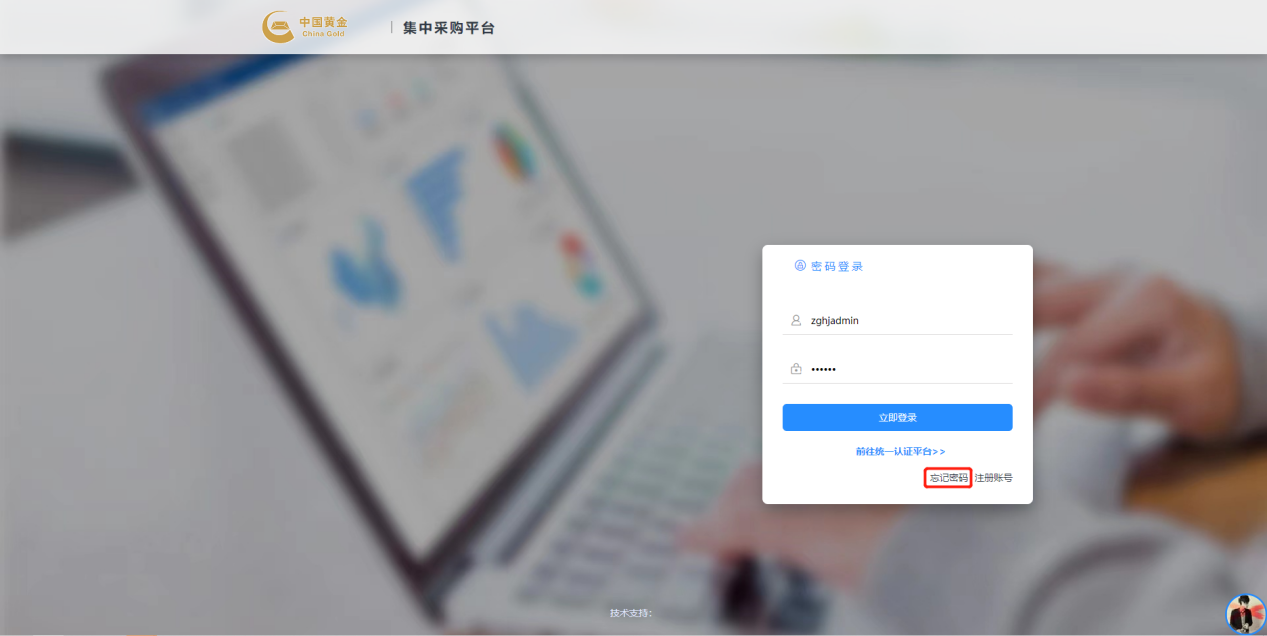 中国黄金
China Gold
集中采购平台
密码登录
zghjadmin
••••••
立即登录
前往统一认证平台>>
忘记密码 注册账号
技术支持：